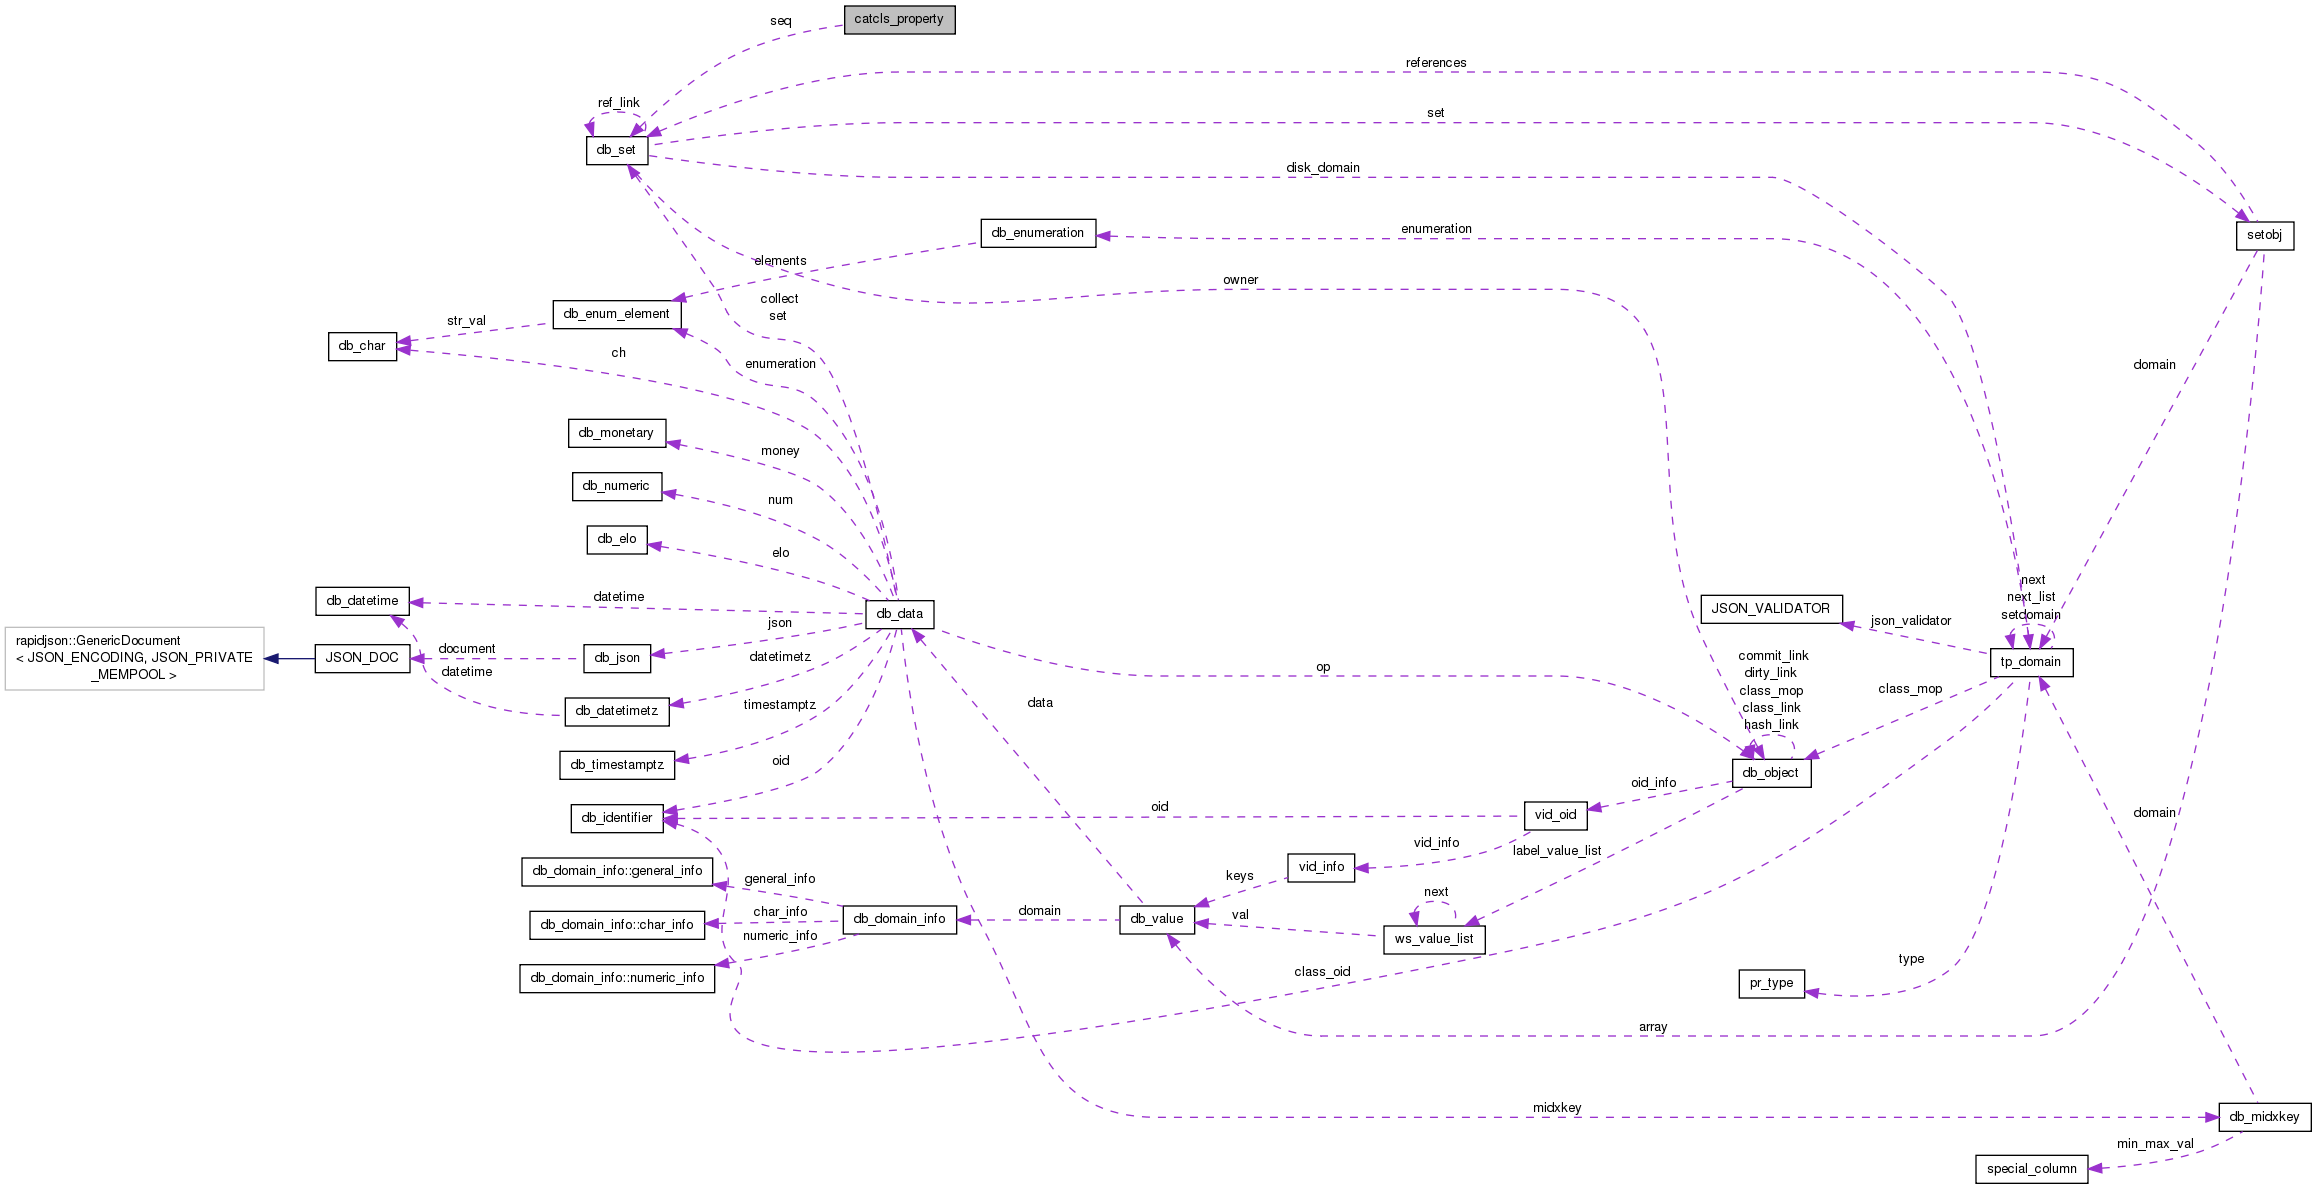 catcls_property
seq
references
ref_link
set
db_set
disk_domain
db_enumeration
enumeration
setobj
elements
owner
collect
set
db_enum_element
str_val
db_char
ch
enumeration
domain
db_monetary
money
db_numeric
num
db_elo
elo
next
next_list
setdomain
db_datetime
datetime
db_data
JSON_VALIDATOR
json_validator
json
rapidjson::GenericDocument
< JSON_ENCODING, JSON_PRIVATE
_MEMPOOL >
JSON_DOC
document
db_json
datetimetz
tp_domain
datetime
op
commit_link
dirty_link
class_mop
class_link
hash_link
class_mop
db_datetimetz
timestamptz
data
db_timestamptz
oid
db_object
oid_info
db_identifier
oid
vid_oid
domain
vid_info
label_value_list
db_domain_info::general_info
general_info
vid_info
keys
next
char_info
db_domain_info::char_info
db_domain_info
domain
db_value
val
ws_value_list
numeric_info
db_domain_info::numeric_info
class_oid
type
pr_type
array
midxkey
db_midxkey
min_max_val
special_column